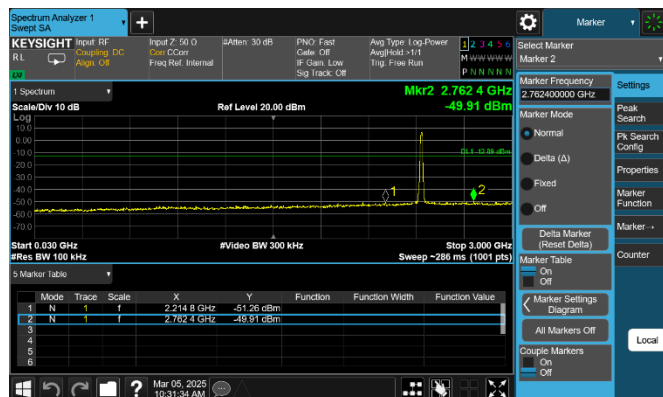 Spectrum Analyzer 1
Swept SA
Marker
KEYSIGHT
RL
Input: RF
Coupling: DC
Align: Off
Input Z: 50 Ω
Corr CCorr
Freq Ref: Internal
#Atten: 30 dB
PNO: Fast
Gate: Off
IF Gain: Low
Sig Track: Off
Avg Type: Log-Power
Avg|Hold:>1/1
Trig: Free Run
1 2 3 4 5 6
M W W W W W
P N N N N N
Select Marker
Marker 2
LXI
1 Spectrum
Scale/Div 10 dB
Ref Level 20.00 dBm
Mkr2 2.762 4 GHz
-49.91 dBm
Log
10.0
0.00
-10.0
-20.0
-30.0
-40.0
-50.0
-60.0
-70.0
1
2
Start 0.030 GHz
#Res BW 100 kHz
#Video BW 300 kHz
Stop 3.000 GHz
Sweep ~286 ms (1001 pts)
5 Marker Table
Mode Trace Scale X Y Function Function Width Function Value
1 N 1 f 2.214 8 GHz -51.26 dBm
2 N 1 f 2.762 4 GHz -49.91 dBm
3
4
5
6
Marker Frequency
2.762400000 GHz
Marker Mode
Normal
Delta (Δ)
Fixed
Off
Delta Marker
(Reset Delta)
Marker Table
On
Off
Marker Settings
Diagram
All Markers Off
Couple Markers
On
Off
Settings
Peak
Search
Pk Search
Config
Properties
Marker
Function
Marker→
Counter
Local
?
Mar 05, 2025
10:31:34 AM